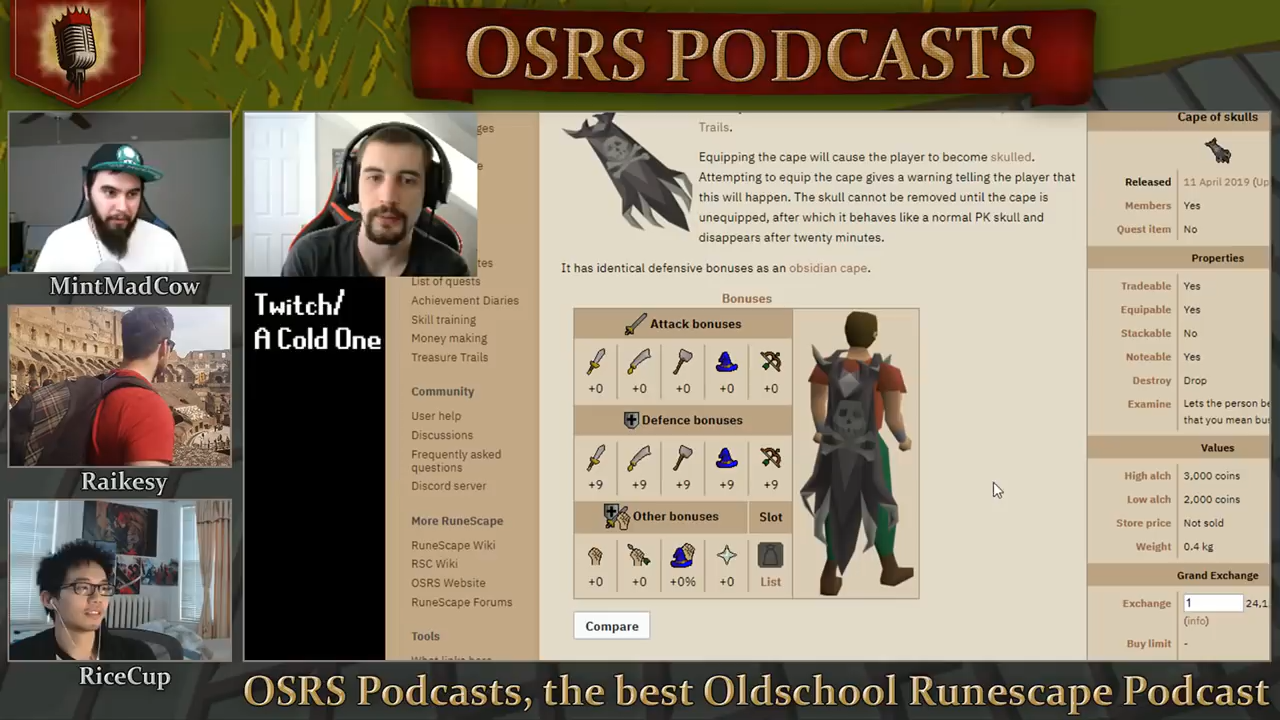 OSRS PODCASTS
MintMadCow
Raikesy
RiceCup
Twitch/
A Cold One
List of quests
Achievement Diaries
Skill training
Money making
Treasure Trails
Community
User help
Discussions
Frequently asked
questions
Discord server
More RuneScape
RuneScape Wiki
RSC Wiki
OSRS Website
RuneScape Forums
Tools
What links here
Trails.
Equipping the cape will cause the player to become skulled.
Attempting to equip the cape gives a warning telling the player that
this will happen. The skull cannot be removed until the cape is
unequipped, after which it behaves like a normal PK skull and
disappears after twenty minutes.
It has identical defensive bonuses as an obsidian cape.
Bonuses
Attack bonuses
+0 +0 +0 +0 +0
Defence bonuses
+9 +9 +9 +9 +9
Other bonuses Slot
+0 +0 +0% +0 List
Compare
Cape of skulls
Released 11 April 2019 (Up
Members Yes
Quest item No
Properties
Tradeable Yes
Equipable Yes
Stackable No
Noteable Yes
Destroy Drop
Examine Lets the person be
that you mean bu
Values
High alch 3,000 coins
Low alch 2,000 coins
Store price Not sold
Weight 0.4 kg
Grand Exchange
Exchange 1 24,1
(info)
Buy limit -
OSRS Podcasts, the best Oldschool Runescape Podcast